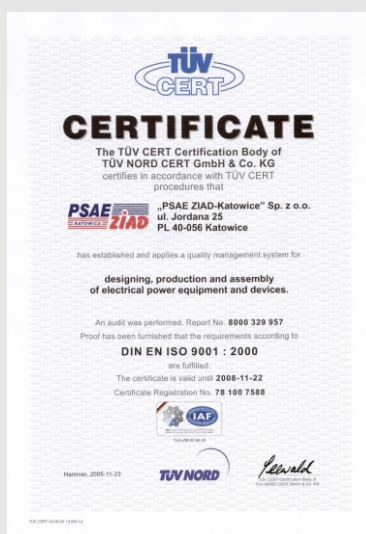 TÜV
CERT
CERTIFICATE
The TÜV CERT Certification Body of
TÜV NORD CERT GmbH & Co. KG
certifies in accordance with TÜV CERT
procedures that
PSAE
KATOWICE
ZIAD
„PSAE ZIAD-Katowice" Sp. z o.o.
ul. Jordana 25
PL 40-056 Katowice
has established and applies a quality management system for
designing, production and assembly
of electrical power equipment and devices.
An audit was performed, Report No. 8000 329 957
Proof has been furnished that the requirements according to
DIN EN ISO 9001 : 2000
are fulfilled.
The certificate is valid until 2008-11-22
Certificate Registration No. 78 100 7588
IAF
Hanover, 2005-11-23
TÜV NORD
TÜV CERT Certification Body of
TÜV NORD CERT GmbH & Co. KG